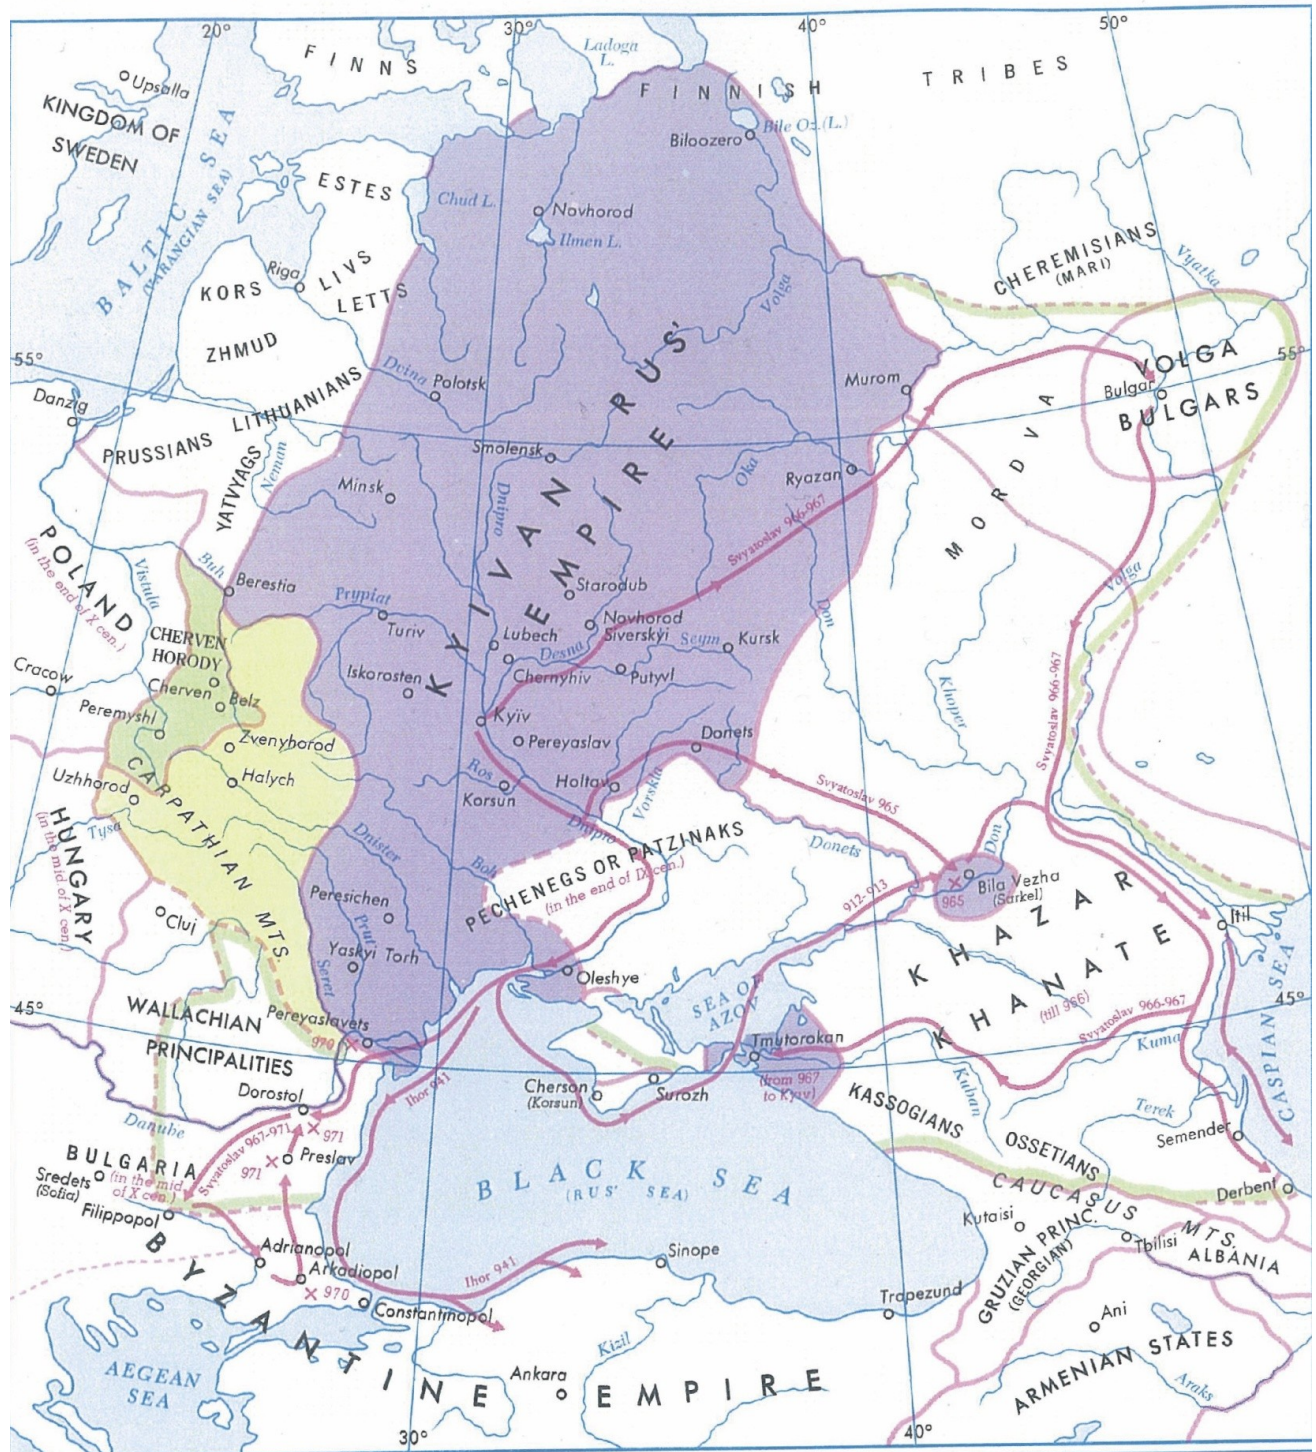 20°
30°
40°
50°
Ladoga
L.
FINNS
FINNISH
TRIBES
Upsalla
KINGDOM OF
SWEDEN
BALTIC SEA
(VARANGIAN SEA)
Bile Oz.(L.)
Biloozero
ESTES
Chud L.
Novhorod
Ilmen L.
Riga
LIVS
KORS
LETTS
ZHMUD
Volga
CHEREMISIANS
(MARI)
Vyatka
55°
55°
Danzig
Dvina
Polotsk
Murom
VOLGA
BULGARS
Bulgar
LITHUANIANS
PRUSSIANS
YATVYAGS
Neman
Smolensk
Minsk
Dnipro
Oka
Ryazan
MORDVA
KYIVAN RUS'
EMPIRE
Svyatoslav 966-967
POLAND
(in the end of X cen.)
Vistula
Buh
Berestia
Prypiat
Turiv
Starodub
Novhorod
Siverskyi
Lubech
Desna
Chernyhiv
Seym
Kursk
Putyvl
Don
Volga
Khoper
CHERVEN
HORODY
Cherven
Belz
Cracow
Iskorosten
Peremyshl
Zvenyhorod
Kyïv
Pereyaslav
Donets
Svyatoslav 966-967
Uzhhorod
Halych
CARPATHIAN MTS.
Ros
Korsun
Holtav
Vorskla
Svyatoslav 965
Tysa
HUNGARY
(in the mid. of X cen.)
Dnister
Dnipro
Donets
Don
Boh
PECHENEGS OR PATZINAKS
(in the end of IX cen.)
912-913
965
Bila Vezha
(Sarkel)
Peresichen
Cluj
Prut
Yaskyi Torh
Seret
KHAZAR
KHANATE
(till 966)
Itil
Oleshye
SEA OF
AZOV
45°
45°
WALLACHIAN
PRINCIPALITIES
Pereyaslavets
970
Tmutorokan
(from 967
to Kyiv)
Svyatoslav 966-967
Kuma
CASPIAN SEA
Dorostol
Ihor 941
Cherson
(Korsun)
Surozh
Kuban
KASSOGIANS
Terek
Semender
OSSETIANS
Danube
Svyatoslav 967-971
971
971
Preslav
BULGARIA
(in the mid.
of X cen.)
Sredets
(Sofia)
Filippopol
BLACK SEA
(RUS' SEA)
CAUCASUS MTS.
Derbent
Kutaisi
GRUZIAN PRINC.
(GEORGIAN)
Tbilisi
ALBANIA
Adrianopol
Arkadiopol
970
Constantinopol
Ihor 941
Sinope
Trapezund
Ani
ARMENIAN STATES
Araks
BYZANTINE EMPIRE
AEGEAN
SEA
Kizil
Ankara
30°
40°